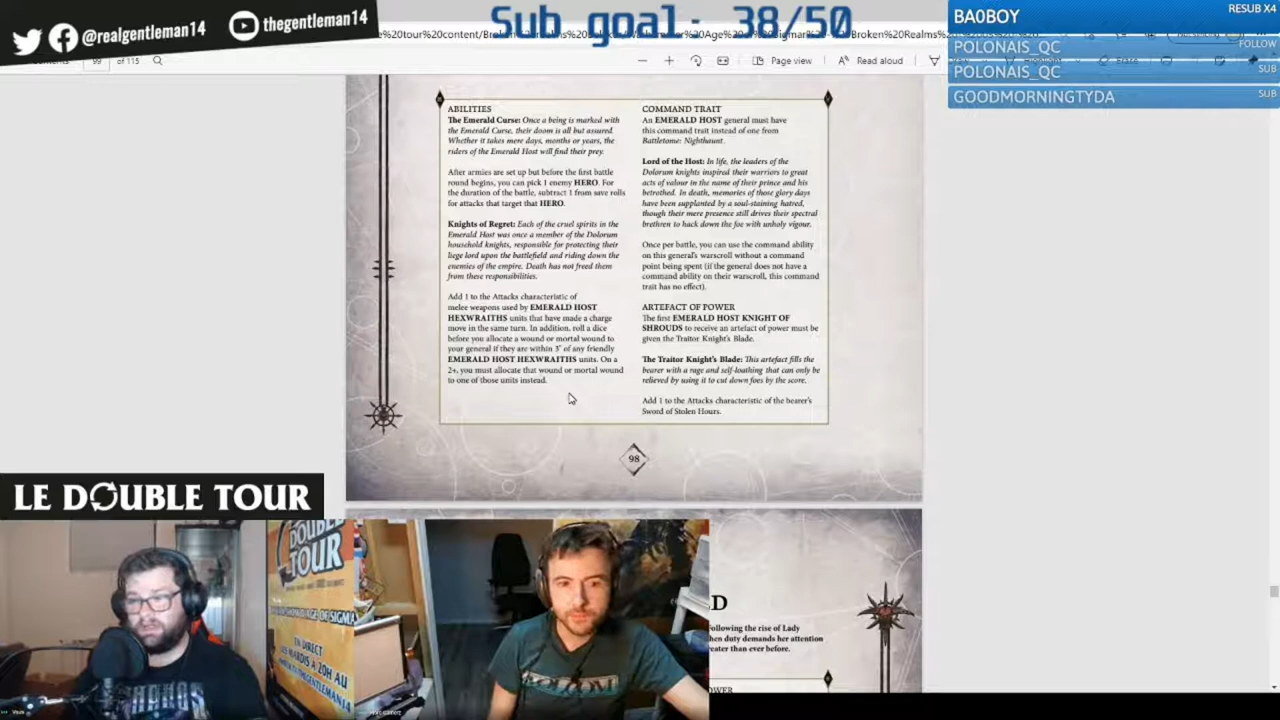 @realgentleman14
thegentleman14
Sub goal: 38/50
RESUB X4
BA0BOY
FOLLOW
POLONAIS_QC
SUB
POLONAIS_QC
SUB
GOODMORNINGTYDA
99 of 115
Page view
Read aloud
ABILITIES
The Emerald Curse: Once a being is marked with
the Emerald Curse, their doom is all but assured.
Whether it takes mere days, months or years, the
riders of the Emerald Host will find their prey.
After armies are set up but before the first battle
round begins, you can pick 1 enemy HERO. For
the duration of the battle, subtract 1 from save rolls
for attacks that target that HERO.
Knights of Regret: Each of the cruel spirits in the
Emerald Host was once a member of the Dolorum
household knights, responsible for protecting their
liege lord upon the battlefield and riding down the
enemies of the empire. Death has not freed them
from these responsibilities.
Add 1 to the Attacks characteristic of
melee weapons used by EMERALD HOST
HEXWRAITHS units that have made a charge
move in the same turn. In addition, roll a dice
before you allocate a wound or mortal wound to
your general if they are within 3" of any friendly
EMERALD HOST HEXWRAITHS units. On a
2+, you must allocate that wound or mortal wound
to one of those units instead.
COMMAND TRAIT
An EMERALD HOST general must have
this command trait instead of one from
Battletome: Nighthaunt.
Lord of the Host: In life, the leaders of the
Dolorum knights inspired their warriors to great
acts of valour in the name of their prince and his
betrothed. In death, memories of those glory days
have been supplanted by a soul-staining hatred,
though their mere presence still drives their spectral
brethren to hack down the foe with unholy vigour.
Once per battle, you can use the command ability
on this general's warscroll without a command
point being spent (if the general does not have a
command ability on their warscroll, this command
trait has no effect).
ARTEFACT OF POWER
The first EMERALD HOST KNIGHT OF
SHROUDS to receive an artefact of power must be
given the Traitor Knight's Blade.
The Traitor Knight's Blade: This artefact fills the
bearer with a rage and self-loathing that can only be
relieved by using it to cut down foes by the score.
Add 1 to the Attacks characteristic of the bearer's
Sword of Stolen Hours.
98
LE DOUBLE TOUR
DOUBLE
TOUR
EN DIRECT
LES MARDIS À 20H AU
D
Following the rise of Lady
hen duty demands her attention
reater than ever before.